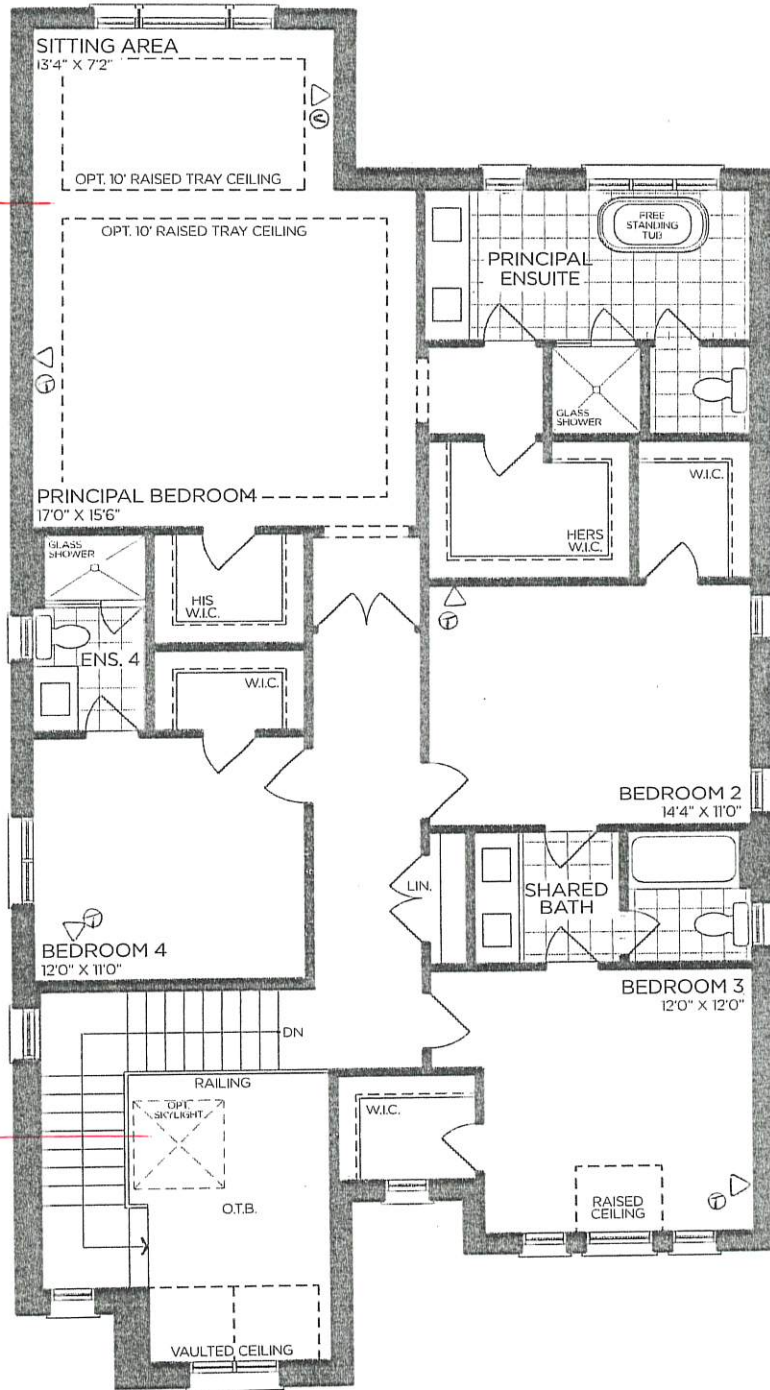 SITTING AREA
13'4" X 7'2"
OPT. 10' RAISED TRAY CEILING
OPT. 10' RAISED TRAY CEILING
PRINCIPAL BEDROOM
17'0" X 15'6"
FREE
STANDING
TUB
PRINCIPAL
ENSUITE
GLASS
SHOWER
W.I.C.
HERS
W.I.C.
GLASS
SHOWER
HIS
W.I.C.
ENS. 4
W.I.C.
BEDROOM 2
14'4" X 11'0"
LIN.
SHARED
BATH
BEDROOM 4
12'0" X 11'0"
BEDROOM 3
12'0" X 12'0"
DN
RAILING
OPT.
SKYLIGHT
W.I.C.
O.T.B.
RAISED
CEILING
VAULTED CEILING